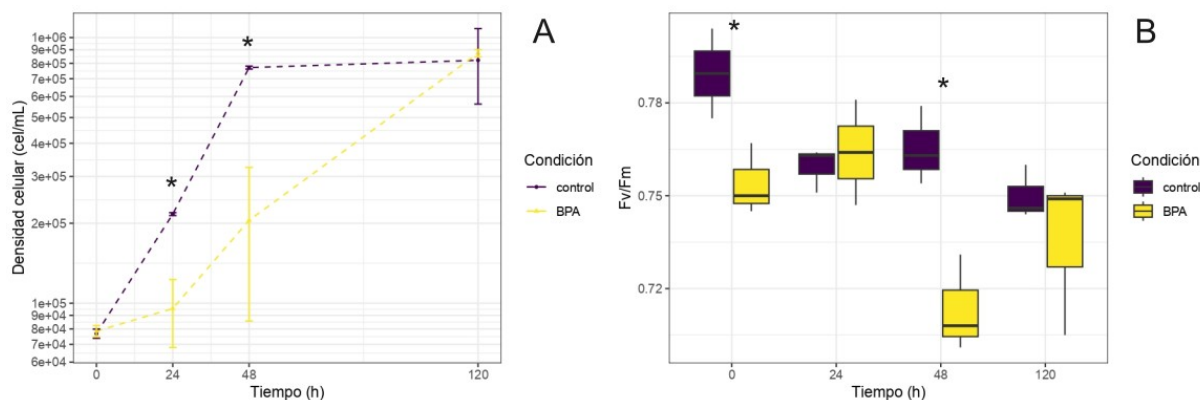 A
1e+06
9e+05
8e+05
7e+05
6e+05
5e+05
4e+05
3e+05
2e+05
1e+05
9e+04
8e+04
7e+04
6e+04
Densidad celular (cel/mL)
*
*
0
24
48
120
Tiempo (h)
Condición
control
BPA
B
0.78
0.75
0.72
Fv/Fm
*
*
0
24
48
120
Tiempo (h)
Condición
control
BPA